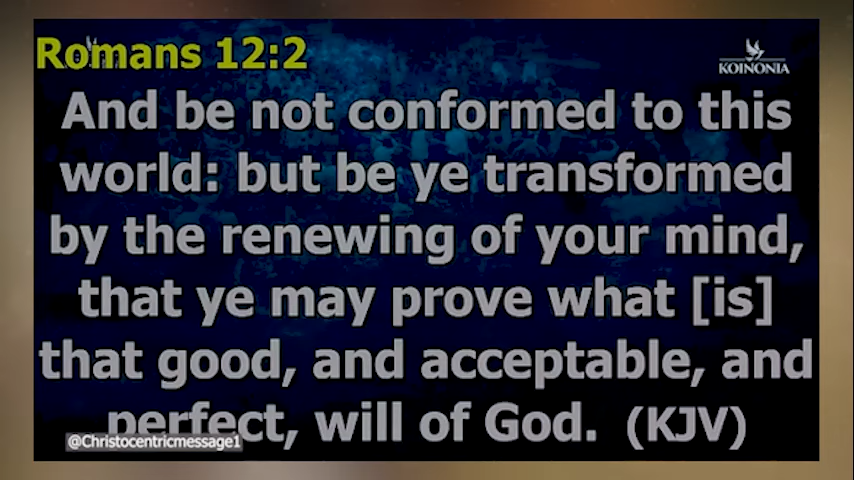 Romans 12:2
KOINONIA
And be not conformed to this
world: but be ye transformed
by the renewing of your mind,
that ye may prove what [is]
that good, and acceptable, and
perfect, will of God. (KJV)
@Christocentricmessage1